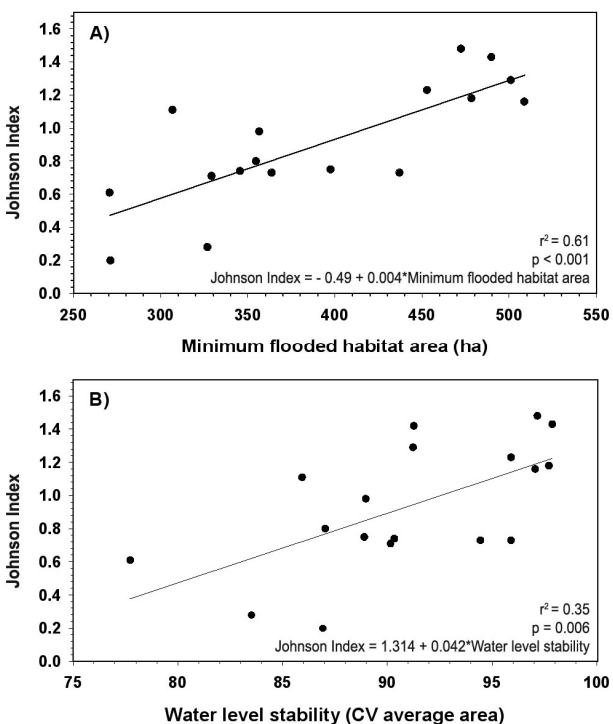 A)
Johnson Index
1.6
1.4
1.2
1.0
0.8
0.6
0.4
0.2
0.0
r² = 0.61
p < 0.001
Johnson Index = - 0.49 + 0.004*Minimum flooded habitat area
250 300 350 400 450 500 550
Minimum flooded habitat area (ha)
B)
Johnson Index
1.6
1.4
1.2
1.0
0.8
0.6
0.4
0.2
0.0
r² = 0.35
p = 0.006
Johnson Index = 1.314 + 0.042*Water level stability
75 80 85 90 95 100
Water level stability (CV average area)